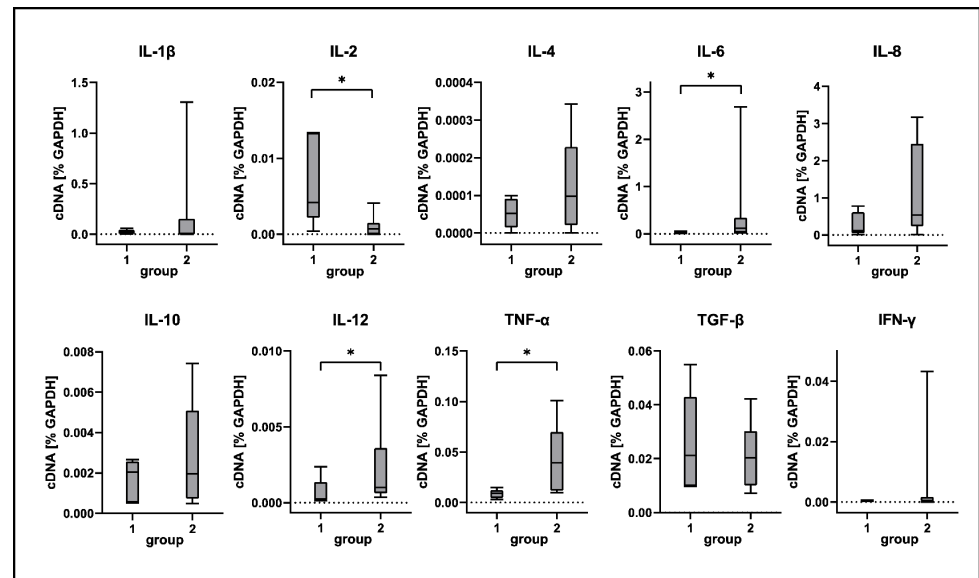 IL-1β
cDNA [% GAPDH]
1.5
1.0
0.5
0.0
1 2
group
IL-2
*
cDNA [% GAPDH]
0.02
0.01
0.00
1 2
group
IL-4
cDNA [% GAPDH]
0.0004
0.0003
0.0002
0.0001
0.0000
1 2
group
IL-6
*
cDNA [% GAPDH]
3
2
1
0
1 2
group
IL-8
cDNA [% GAPDH]
4
3
2
1
0
1 2
group
IL-10
cDNA [% GAPDH]
0.008
0.006
0.004
0.002
0.000
1 2
group
IL-12
*
cDNA [% GAPDH]
0.010
0.005
0.000
1 2
group
TNF-α
*
cDNA [% GAPDH]
0.15
0.10
0.05
0.00
1 2
group
TGF-β
cDNA [% GAPDH]
0.06
0.04
0.02
0.00
1 2
group
IFN-γ
cDNA [% GAPDH]
0.04
0.02
0.00
1 2
group